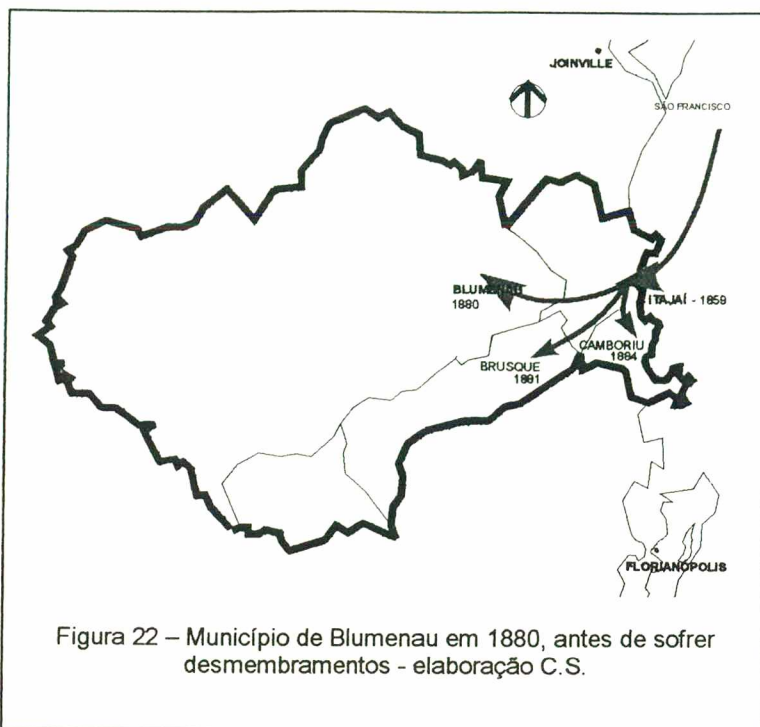 JOINVILLE
SÃO FRANCISCO
BLUMENAU
1880
ITAJAÍ - 1859
CAMBORIU
1884
BRUSQUE
1881
FLORIANÓPOLIS
Figura 22 – Município de Blumenau em 1880, antes de sofrer
desmembramentos - elaboração C.S.